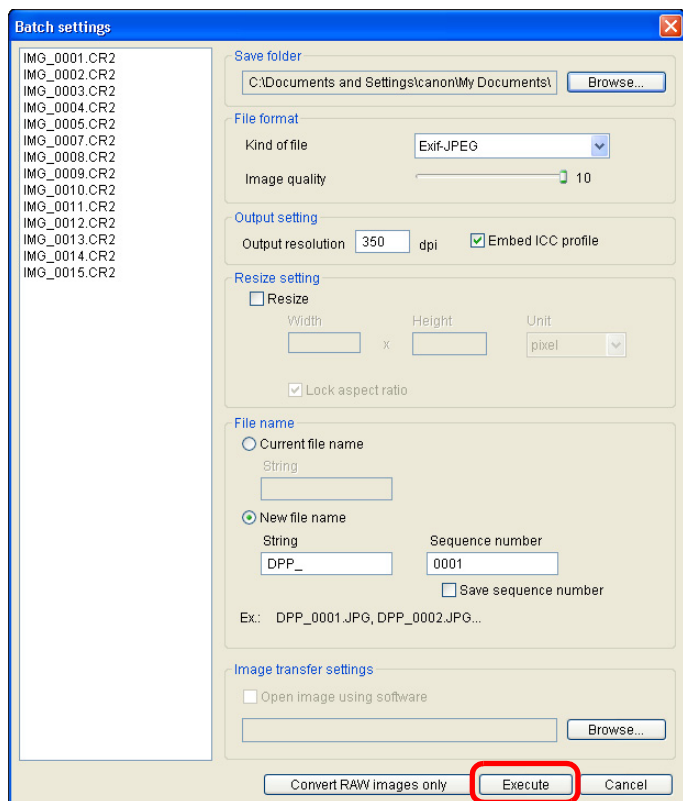 Batch settings
IMG_0001.CR2
IMG_0002.CR2
IMG_0003.CR2
IMG_0004.CR2
IMG_0005.CR2
IMG_0007.CR2
IMG_0008.CR2
IMG_0009.CR2
IMG_0010.CR2
IMG_0011.CR2
IMG_0012.CR2
IMG_0013.CR2
IMG_0014.CR2
IMG_0015.CR2
Save folder
C:\Documents and Settings\canon\My Documents\ Browse...
File format
Kind of file Exif-JPEG
Image quality 10
Output setting
Output resolution 350 dpi Embed ICC profile
Resize setting
Resize
Width Height Unit
x pixel
Lock aspect ratio
File name
Current file name
String
New file name
String Sequence number
DPP_ 0001
Save sequence number
Ex.: DPP_0001.JPG, DPP_0002.JPG...
Image transfer settings
Open image using software
Browse...
Convert RAW images only Execute Cancel